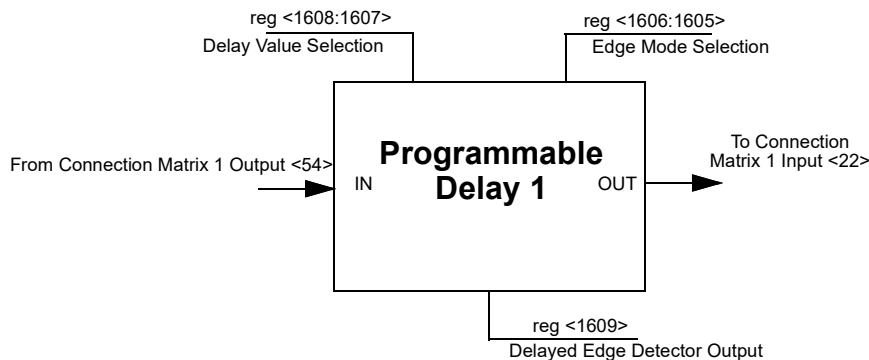 reg <1608:1607>
Delay Value Selection
reg <1606:1605>
Edge Mode Selection
From Connection Matrix 1 Output <54>
IN
Programmable
Delay 1
OUT
To Connection
Matrix 1 Input <22>
reg <1609>
Delayed Edge Detector Output